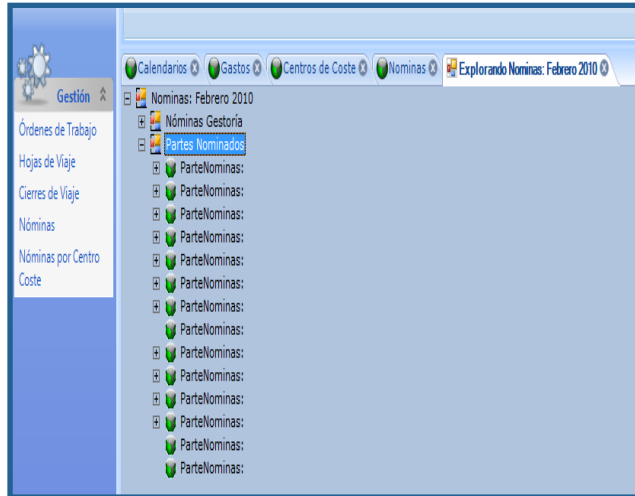 Gestión
Órdenes de Trabajo
Hojas de Viaje
Cierres de Viaje
Nóminas
Nóminas por Centro
Coste
Calendarios Gastos Centros de Coste Nominas Explorando Nominas: Febrero 2010
Nominas: Febrero 2010
Nóminas Gestoría
Partes Nominados
ParteNominas:
ParteNominas:
ParteNominas:
ParteNominas:
ParteNominas:
ParteNominas:
ParteNominas:
ParteNominas:
ParteNominas:
ParteNominas:
ParteNominas:
ParteNominas:
ParteNominas:
ParteNominas: